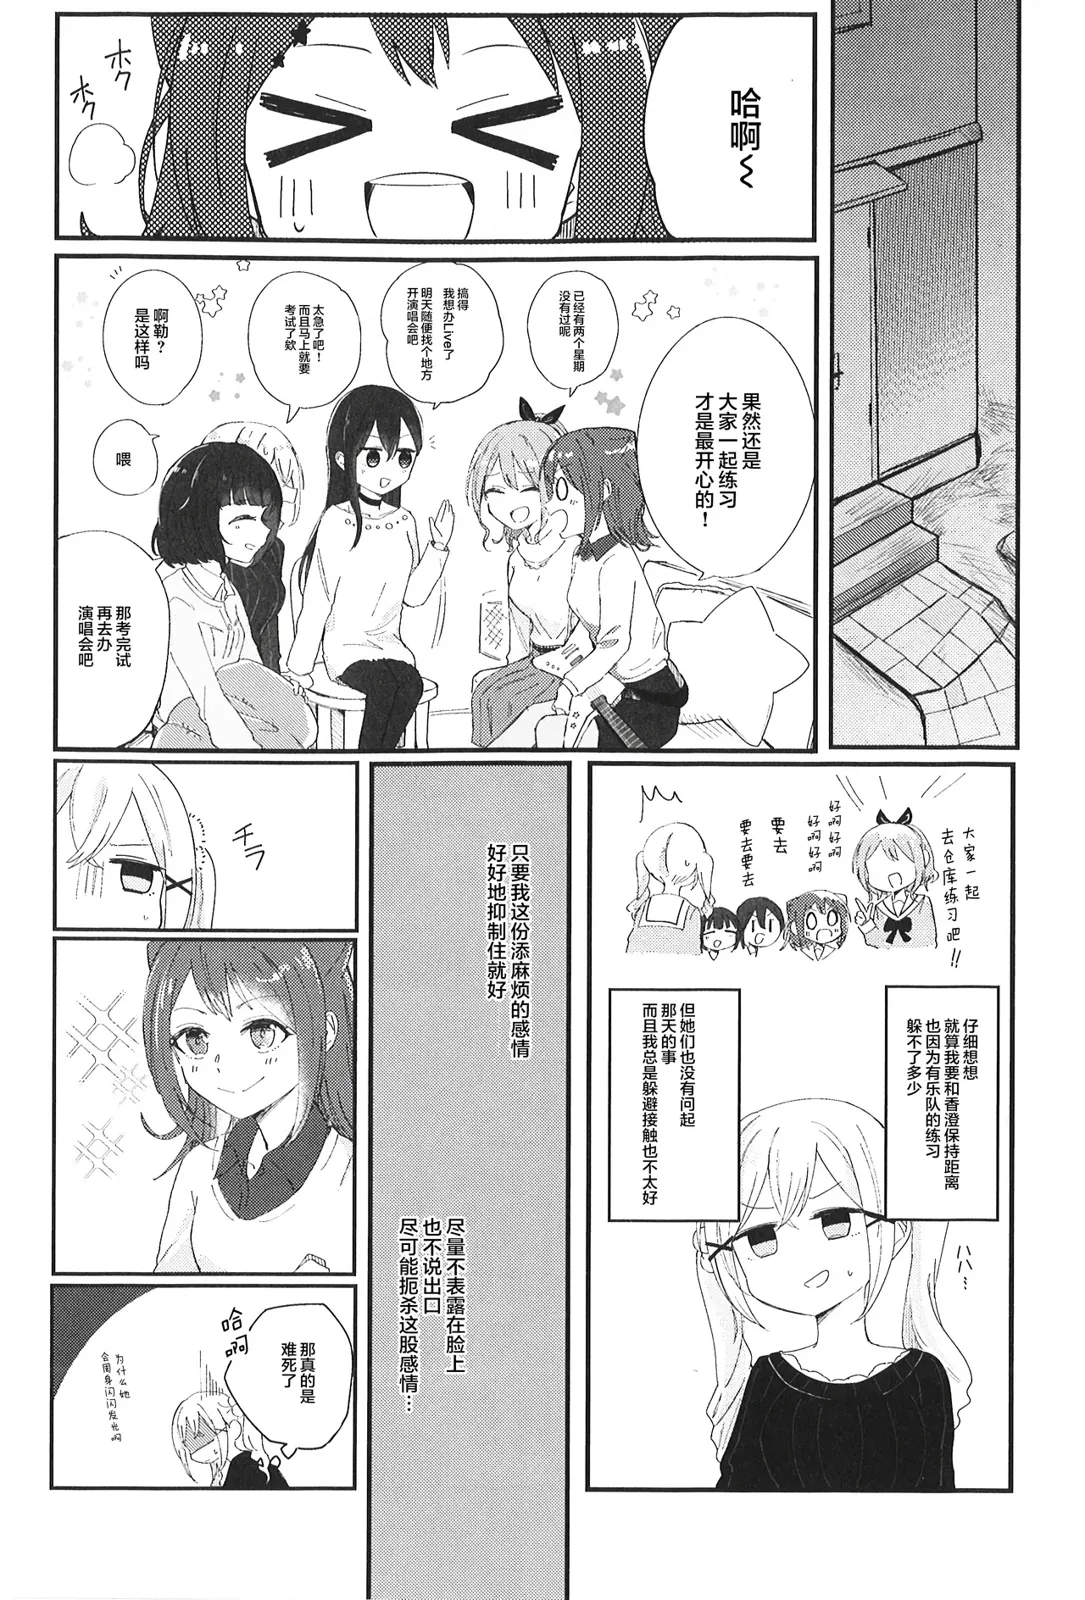 哈啊～
ホク
ホク
果然还是
大家一起练习
才是最开心的！
已经有两个星期
没有过呢
搞得
我想办Live了
明天随便找个地方
开演唱会吧
太急了吧！
而且马上就要
考试了欸
啊勒？
是这样吗
喂
那考完试
再去办
演唱会吧
大家一起
去仓库练习吧!!
好啊好啊
好啊好啊
要去
要去要去
仔细想想
就算我要和香澄保持距离
也因为有乐队的练习
躲不了多少
但她们也没有问起
那天的事
而且我总是躲避接触也不太好
ハハ…
只要我这份添麻烦的感情
好好地抑制住就好
尽量不表露在脸上
也不说出口
尽可能扼杀这股感情…
チラ
那真的是
难死了
哈啊
为什么她
会周身闪闪发光啊